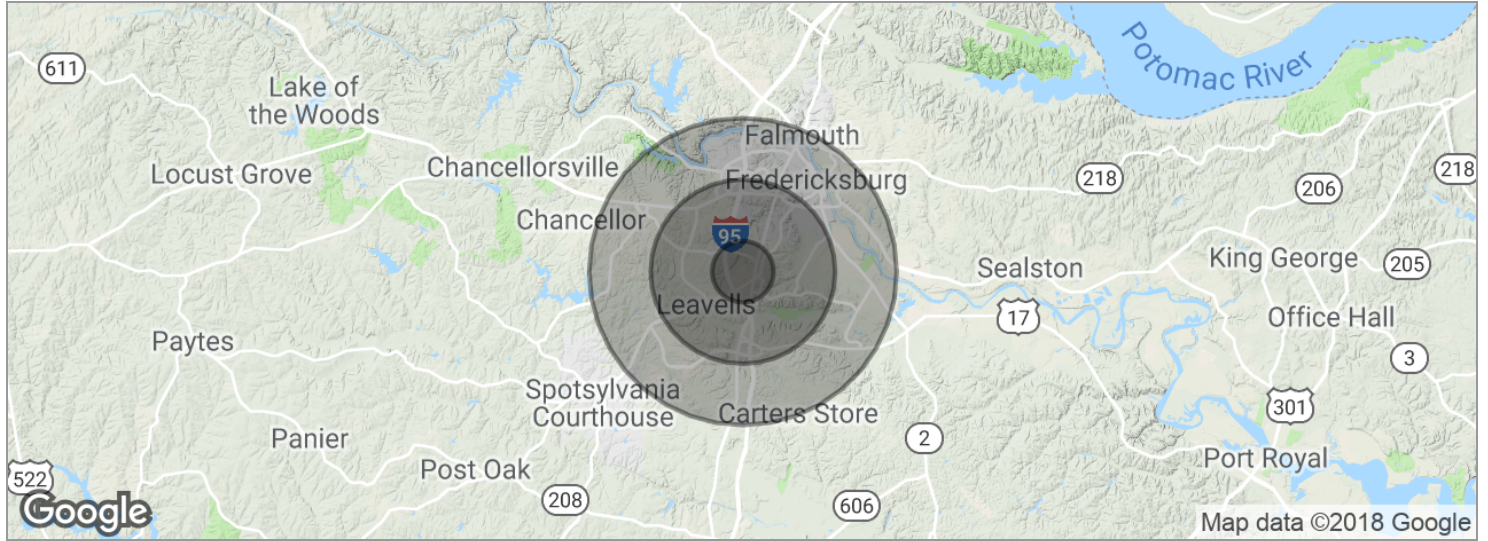 Potomac River
611
Lake of
the Woods
Falmouth
Chancellorsville
Locust Grove
218
218
Fredericksburg
206
Chancellor
95
King George
205
Sealston
Leavells
17
Office Hall
Paytes
3
Spotsylvania
Courthouse
Carters Store
301
Panier
2
Post Oak
Port Royal
522
208
606
Google
Map data ©2018 Google